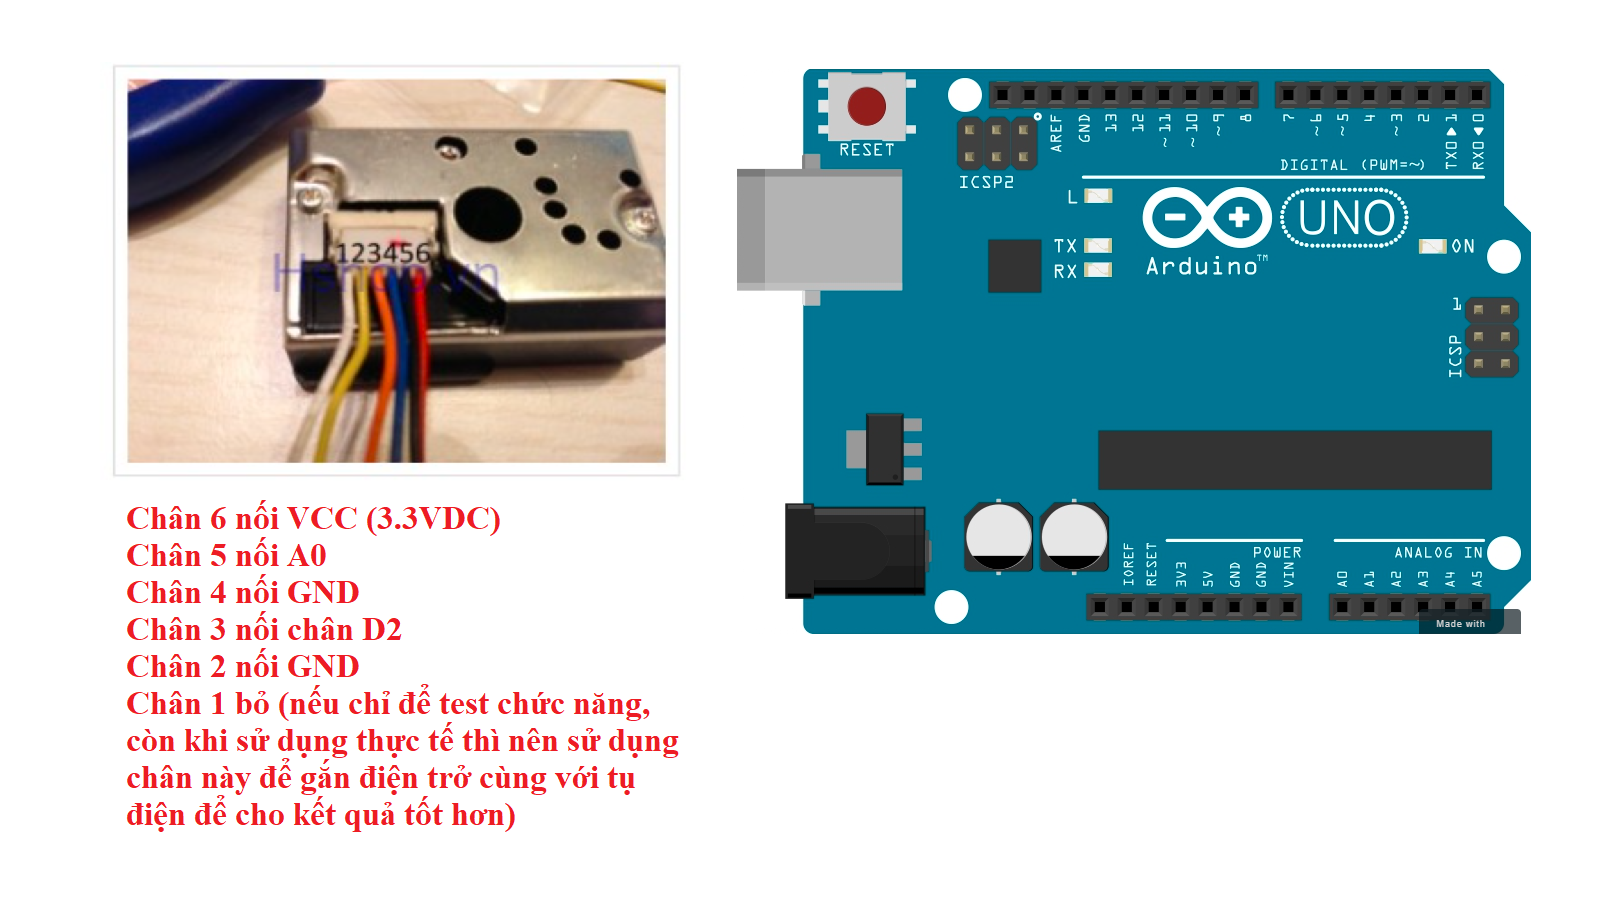 123456
Hshop.vn
Chân 6 nối VCC (3.3VDC)
Chân 5 nối A0
Chân 4 nối GND
Chân 3 nối chân D2
Chân 2 nối GND
Chân 1 bỏ (nếu chỉ để test chức năng,
còn khi sử dụng thực tế thì nên sử dụng
chân này để gắn điện trở cùng với tụ
điện để cho kết quả tốt hơn)
RESET
ICSP2
AREF
GND
13
12
~11
~10
~9
8
7
~6
~5
4
~3
2
TX0▶1
RX0◀0
DIGITAL (PWM=~)
L
TX
RX
Arduino™
UNO
ON
1
ICSP
POWER
ANALOG IN
IOREF
RESET
3V3
5V
GND
GND
VIN
A0
A1
A2
A3
A4
A5
Made with